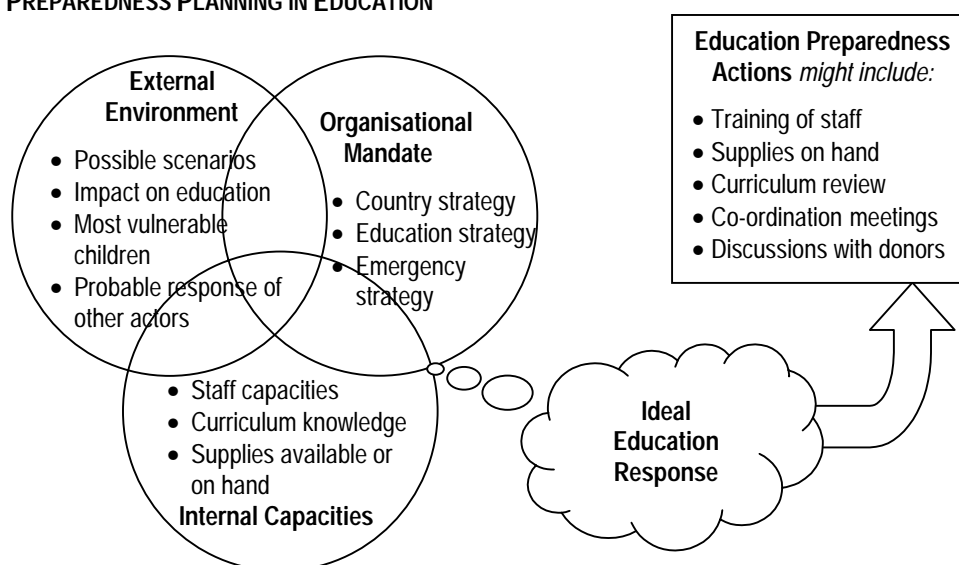 PREPAREDNESS PLANNING IN EDUCATION
External
Environment
• Possible scenarios
• Impact on education
• Most vulnerable
children
• Probable response of
other actors
Organisational
Mandate
• Country strategy
• Education strategy
• Emergency
strategy
• Staff capacities
• Curriculum knowledge
• Supplies available or
on hand
Internal Capacities
Ideal
Education
Response
Education Preparedness
Actions might include:
• Training of staff
• Supplies on hand
• Curriculum review
• Co-ordination meetings
• Discussions with donors